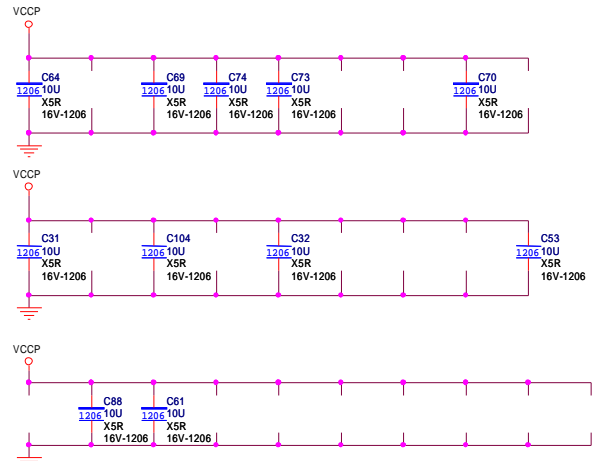 VCCP
C64 C69 C74 C73 C70
1206 10U 1206 10U 1206 10U 1206 10U 1206 10U
X5R X5R X5R X5R X5R
16V-1206 16V-1206 16V-1206 16V-1206 16V-1206
VCCP
C31 C104 C32 C53
1206 10U 1206 10U 1206 10U 1206 10U
X5R X5R X5R X5R
16V-1206 16V-1206 16V-1206 16V-1206
VCCP
C88 C61
1206 10U 1206 10U
X5R X5R
16V-1206 16V-1206